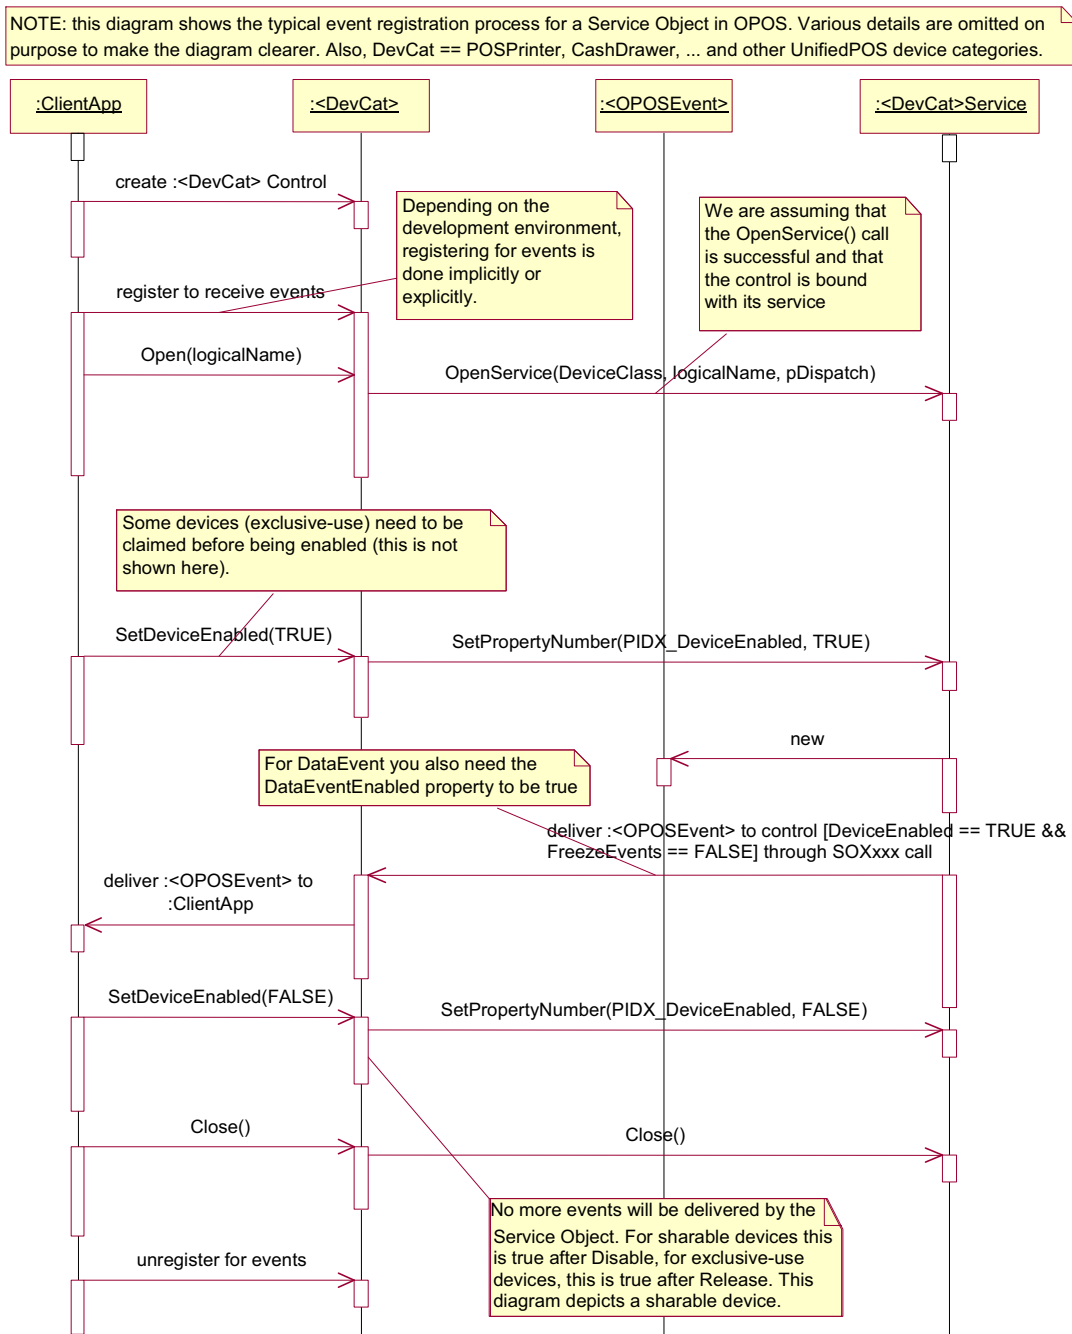 NOTE: this diagram shows the typical event registration process for a Service Object in OPOS. Various details are omitted on
purpose to make the diagram clearer. Also, DevCat == POSPrinter, CashDrawer, ... and other UnifiedPOS device categories.
:ClientApp
:<DevCat>
:<OPOSEvent>
:<DevCat>Service
create :<DevCat> Control
Depending on the
development environment,
registering for events is
done implicitly or
explicitly.
We are assuming that
the OpenService() call
is successful and that
the control is bound
with its service
register to receive events
Open(logicalName)
OpenService(DeviceClass, logicalName, pDispatch)
Some devices (exclusive-use) need to be
claimed before being enabled (this is not
shown here).
SetDeviceEnabled(TRUE)
SetPropertyNumber(PIDX_DeviceEnabled, TRUE)
new
For DataEvent you also need the
DataEventEnabled property to be true
deliver :<OPOSEvent> to control [DeviceEnabled == TRUE &&
FreezeEvents == FALSE] through SOXxxx call
deliver :<OPOSEvent> to
:ClientApp
SetDeviceEnabled(FALSE)
SetPropertyNumber(PIDX_DeviceEnabled, FALSE)
Close()
Close()
No more events will be delivered by the
Service Object. For sharable devices this
is true after Disable, for exclusive-use
devices, this is true after Release. This
diagram depicts a sharable device.
unregister for events